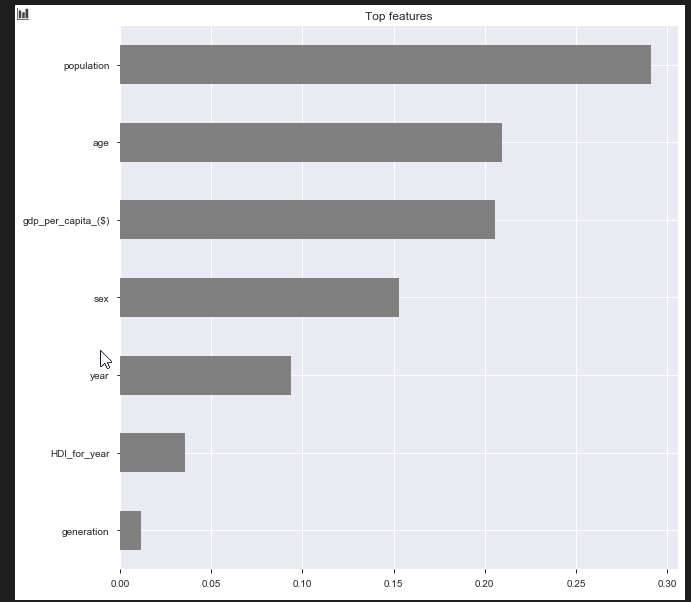 Top features
population
age
gdp_per_capita_($)
sex
year
HDI_for_year
generation
0.00 0.05 0.10 0.15 0.20 0.25 0.30